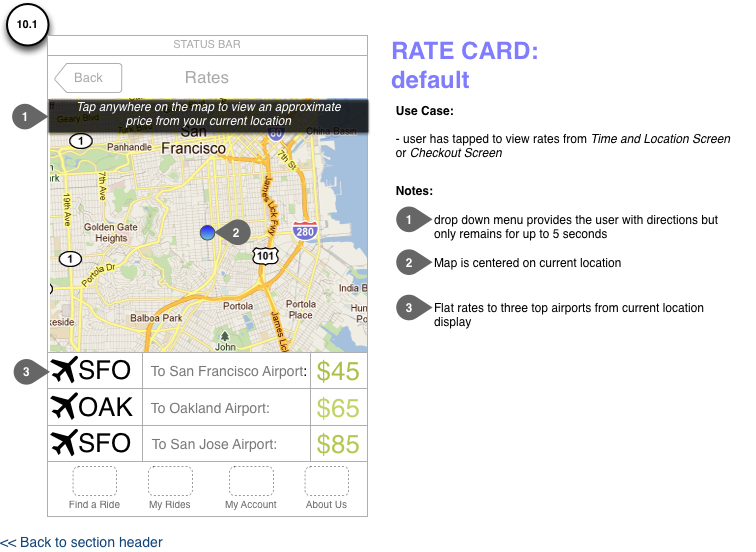 10.1
STATUS BAR
Back
Rates
1
Tap anywhere on the map to view an approximate
price from your current location
Geary Blvd
Turk Blvd
San
Francisco
China Basin
1
Panhandle
7th St
7th Ave
19th Ave
James Lick Fwy
Golden Gate
Heights
2
280
101
1
Portola Dr
India B
Balboa Park
Portola
Portola
Place
Hun
Po
keside
John
James Lic
3
SFO
To San Francisco Airport:
$45
OAK
To Oakland Airport:
$65
SFO
To San Jose Airport:
$85
Find a Ride
My Rides
My Account
About Us
RATE CARD:
default
Use Case:
- user has tapped to view rates from Time and Location Screen
or Checkout Screen
Notes:
1
drop down menu provides the user with directions but
only remains for up to 5 seconds
2
Map is centered on current location
3
Flat rates to three top airports from current location
display
<< Back to section header